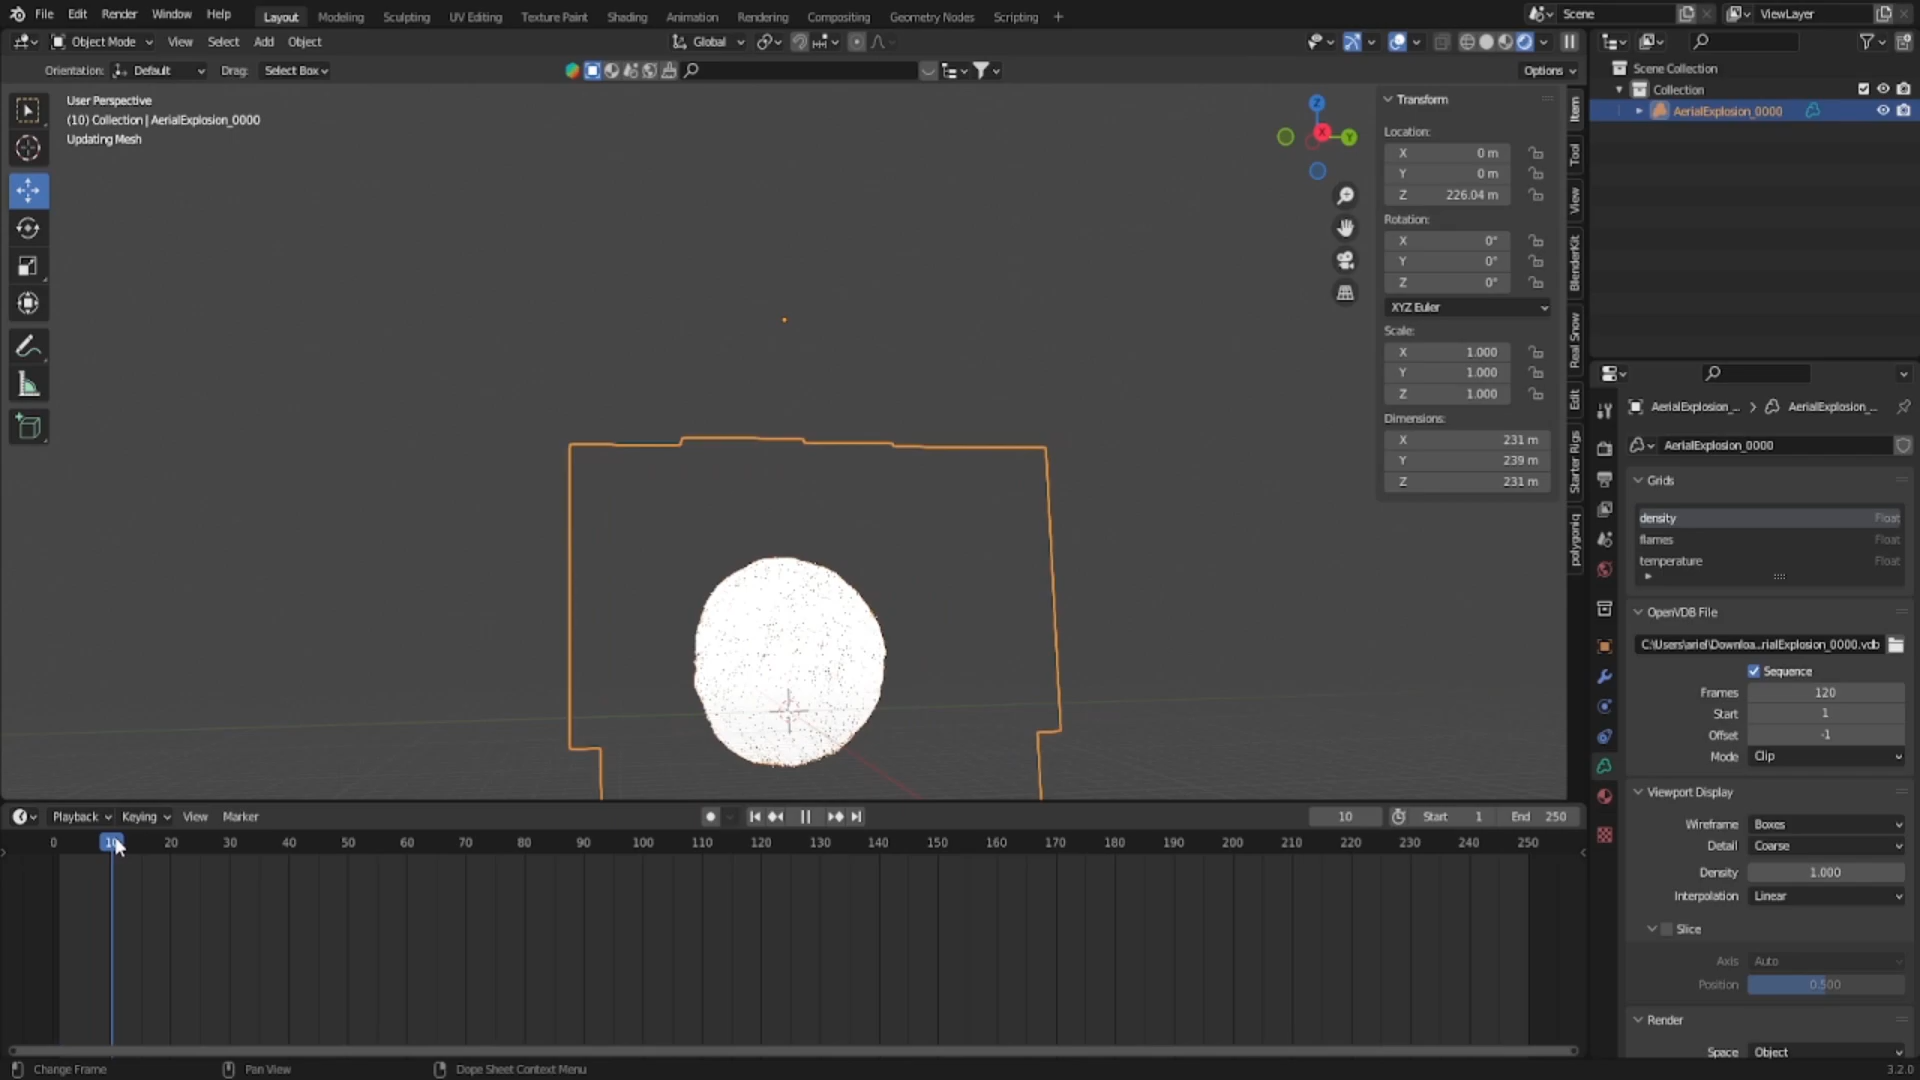 File Edit Render Window Help Layout Modeling Sculpting UV Editing Texture Paint Shading Animation Rendering Compositing Geometry Nodes Scripting + Scene ViewLayer
Object Mode View Select Add Object Global
Orientation: Default Drag: Select Box Options
User Perspective
(10) Collection | AerialExplosion_0000
Updating Mesh
Z
X
Y
Transform
Location:
X 0 m
Y 0 m
Z 226.04 m
Rotation:
X 0°
Y 0°
Z 0°
XYZ Euler
Scale:
X 1.000
Y 1.000
Z 1.000
Dimensions:
X 231 m
Y 239 m
Z 231 m
Item
Tool
View
BlenderKit
Real Snow
Edit
Starter Rigs
polygoniq
Scene Collection
Collection
AerialExplosion_0000
AerialExplosion_... > AerialExplosion_...
AerialExplosion_0000
Grids
density Float
flames Float
temperature Float
OpenVDB File
C:\Users\ariel\Downloa...rialExplosion_0000.vdb
Sequence
Frames 120
Start 1
Offset -1
Mode Clip
Viewport Display
Wireframe Boxes
Detail Coarse
Density 1.000
Interpolation Linear
Slice
Axis Auto
Position 0.500
Render
Space Object
Playback Keying View Marker 10 Start 1 End 250
0 10 20 30 40 50 60 70 80 90 100 110 120 130 140 150 160 170 180 190 200 210 220 230 240 250
Change Frame Pan View Dope Sheet Context Menu 3.2.0